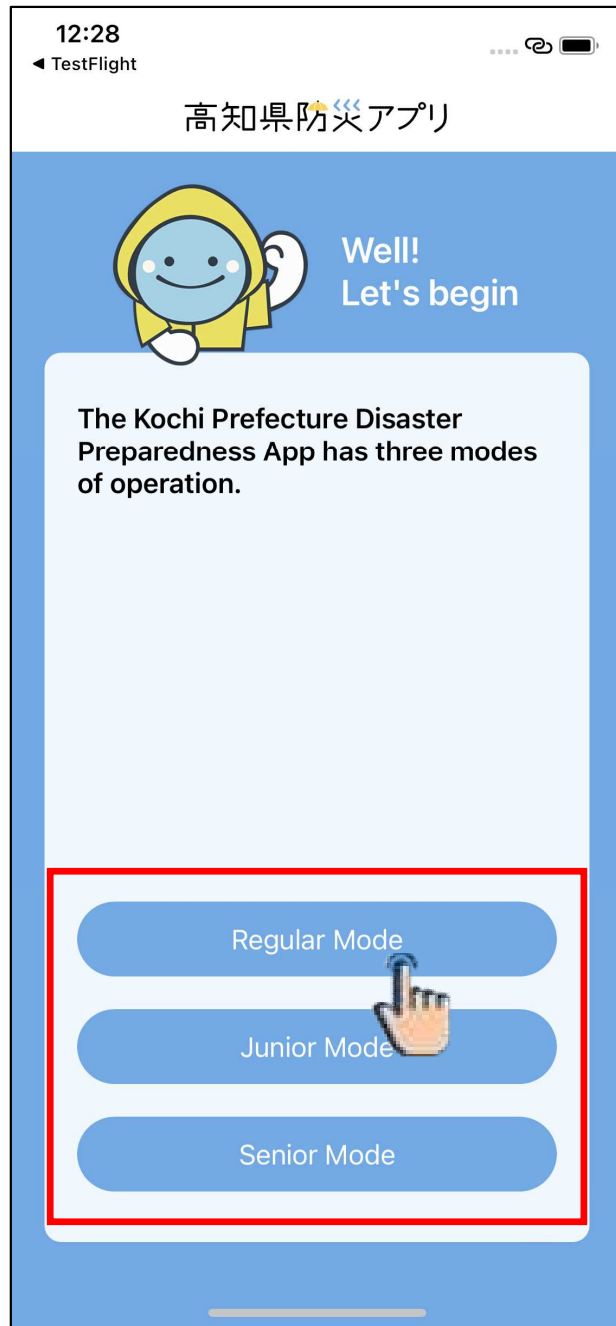 12:28
◀ TestFlight
高知県防災アプリ
Well!
Let's begin
The Kochi Prefecture Disaster
Preparedness App has three modes
of operation.
Regular Mode
Junior Mode
Senior Mode